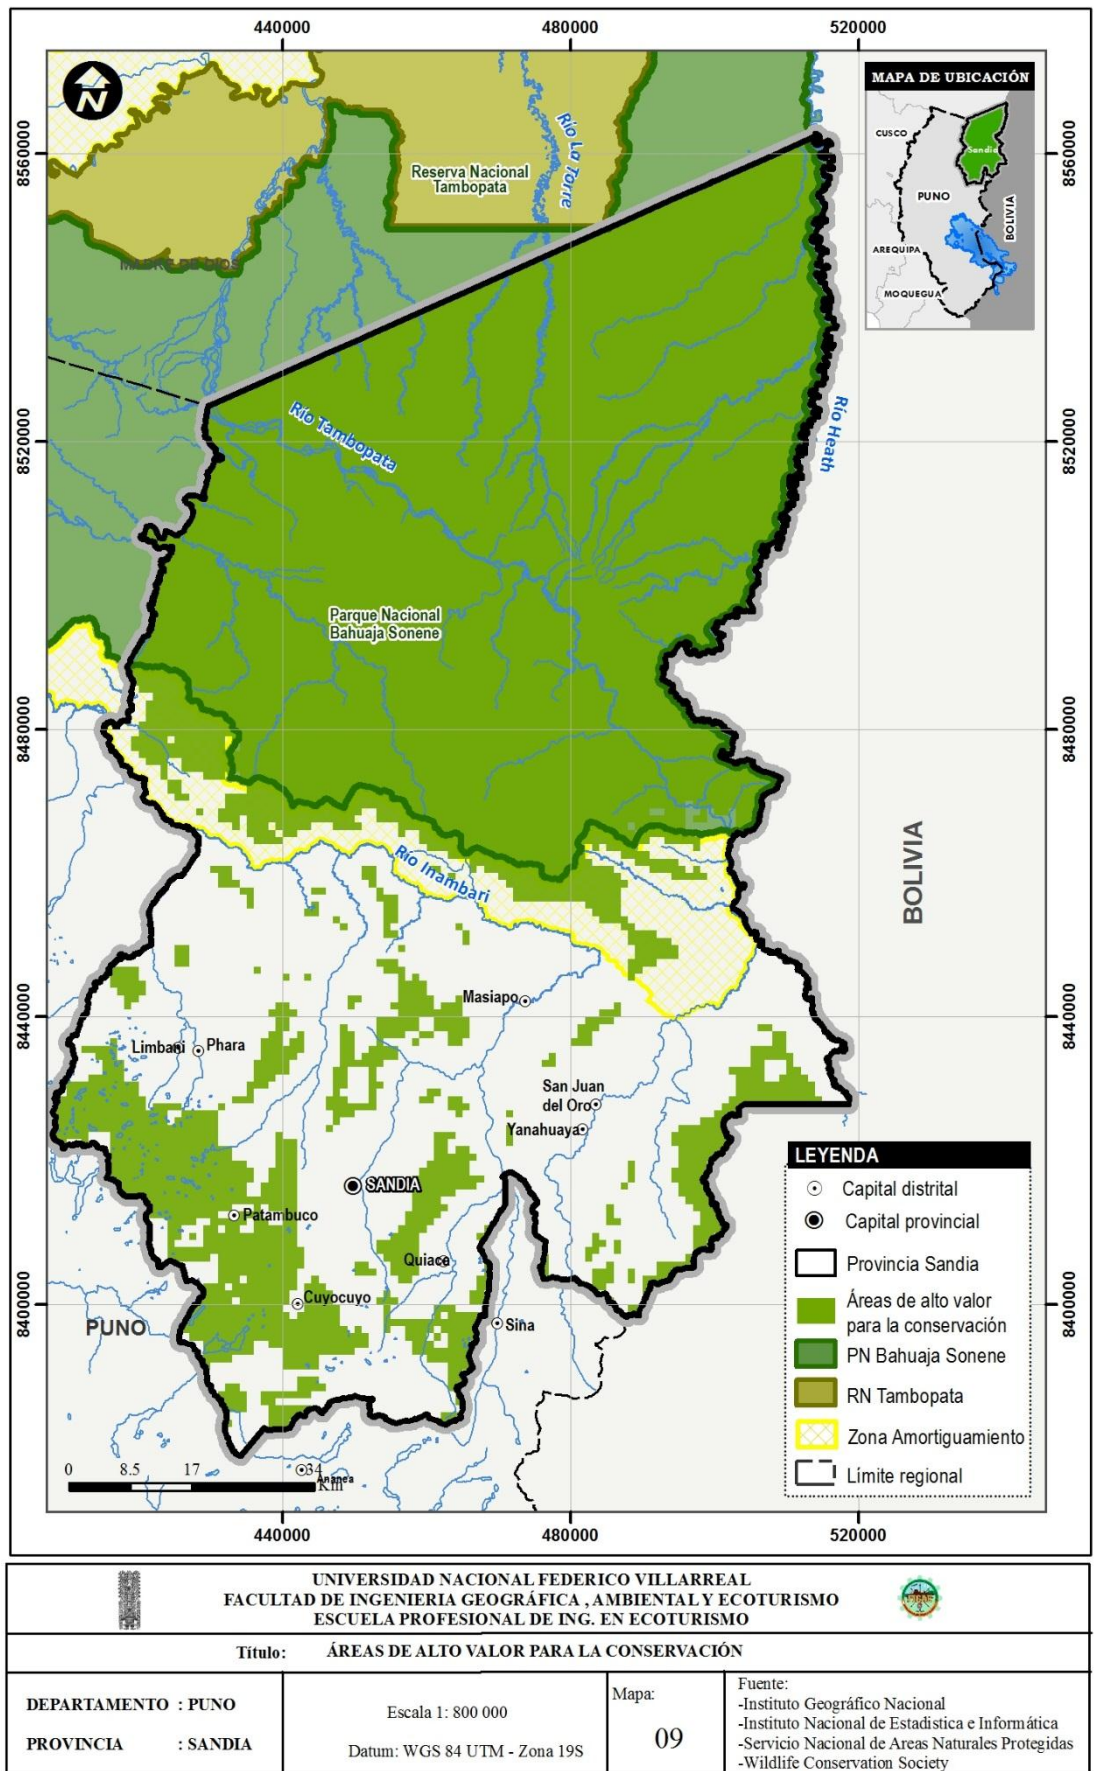 440000
480000
520000
N
MAPA DE UBICACIÓN
CUSCO
Sandia
PUNO
BOLIVIA
AREQUIPA
MOQUEGUA
8560000
8560000
Río La Torre
Reserva Nacional
Tambopata
MADRE DE DIOS
Río Tambopata
Río Heath
8520000
8520000
Parque Nacional
Bahuaja Sonene
8480000
8480000
Río Inambari
BOLIVIA
Masiapo
8440000
8440000
Limbani
Phara
San Juan
del Oro
Yanahuaya
SANDIA
Patambuco
Quiaca
Cuyocuyo
Sina
8400000
8400000
PUNO
LEYENDA
Capital distrital
Capital provincial
Provincia Sandia
Áreas de alto valor
para la conservación
PN Bahuaja Sonene
RN Tambopata
Zona Amortiguamiento
Límite regional
0 8.5 17 34
Km
Ananea
440000
480000
520000
UNIVERSIDAD NACIONAL FEDERICO VILLARREAL
FACULTAD DE INGENIERIA GEOGRÁFICA , AMBIENTAL Y ECOTURISMO
ESCUELA PROFESIONAL DE ING. EN ECOTURISMO
Título: ÁREAS DE ALTO VALOR PARA LA CONSERVACIÓN
DEPARTAMENTO : PUNO
PROVINCIA : SANDIA
Escala 1: 800 000
Datum: WGS 84 UTM - Zona 19S
Mapa:
09
Fuente:
-Instituto Geográfico Nacional
-Instituto Nacional de Estadistica e Informática
-Servicio Nacional de Areas Naturales Protegidas
-Wildlife Conservation Society